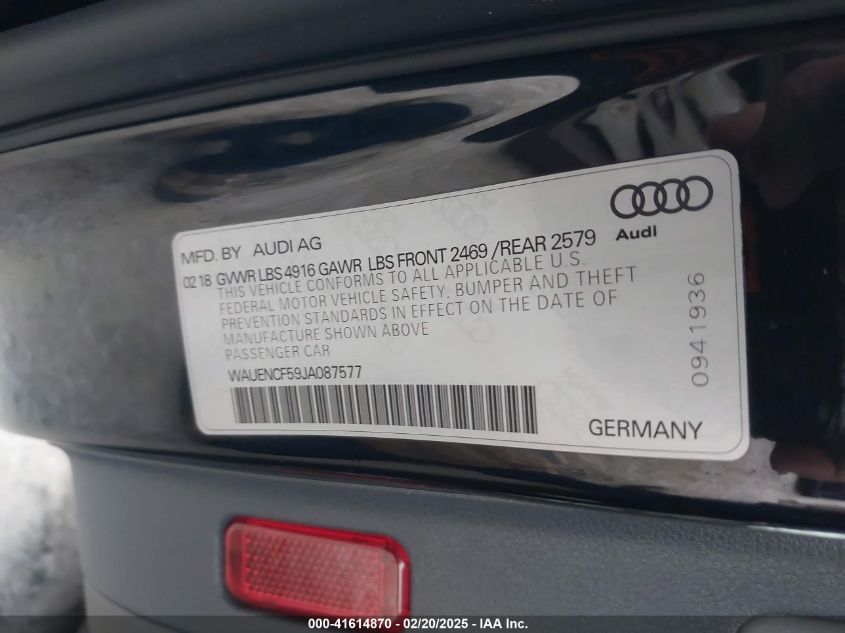 MFD. BY AUDI AG
02 18 GVWR LBS 4916 GAWR LBS FRONT 2469 /REAR 2579
THIS VEHICLE CONFORMS TO ALL APPLICABLE U.S.
FEDERAL MOTOR VEHICLE SAFETY, BUMPER AND THEFT
PREVENTION STANDARDS IN EFFECT ON THE DATE OF
MANUFACTURE SHOWN ABOVE
PASSENGER CAR
WAUENCF59JA087577
Audi
0941936
GERMANY
000-41614870 - 02/20/2025 - IAA Inc.